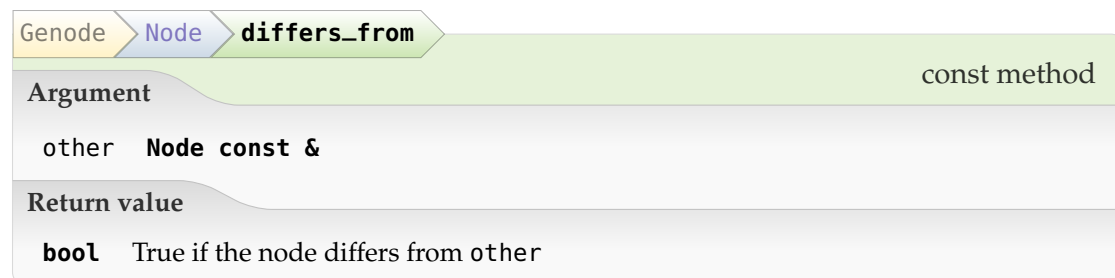 Genode Node differs_from
const method
Argument
other Node const &
Return value
bool True if the node differs from other